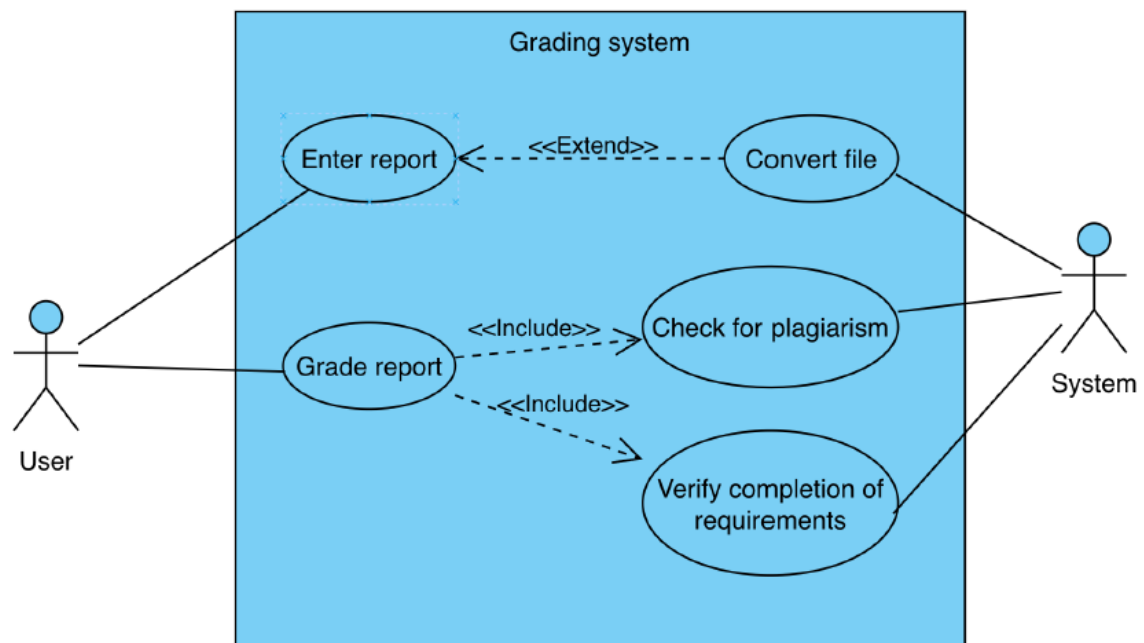 Grading system
Enter report
<<Extend>>
Convert file
<<Include>>
Check for plagiarism
Grade report
<<Include>>
Verify completion of
requirements
User
System